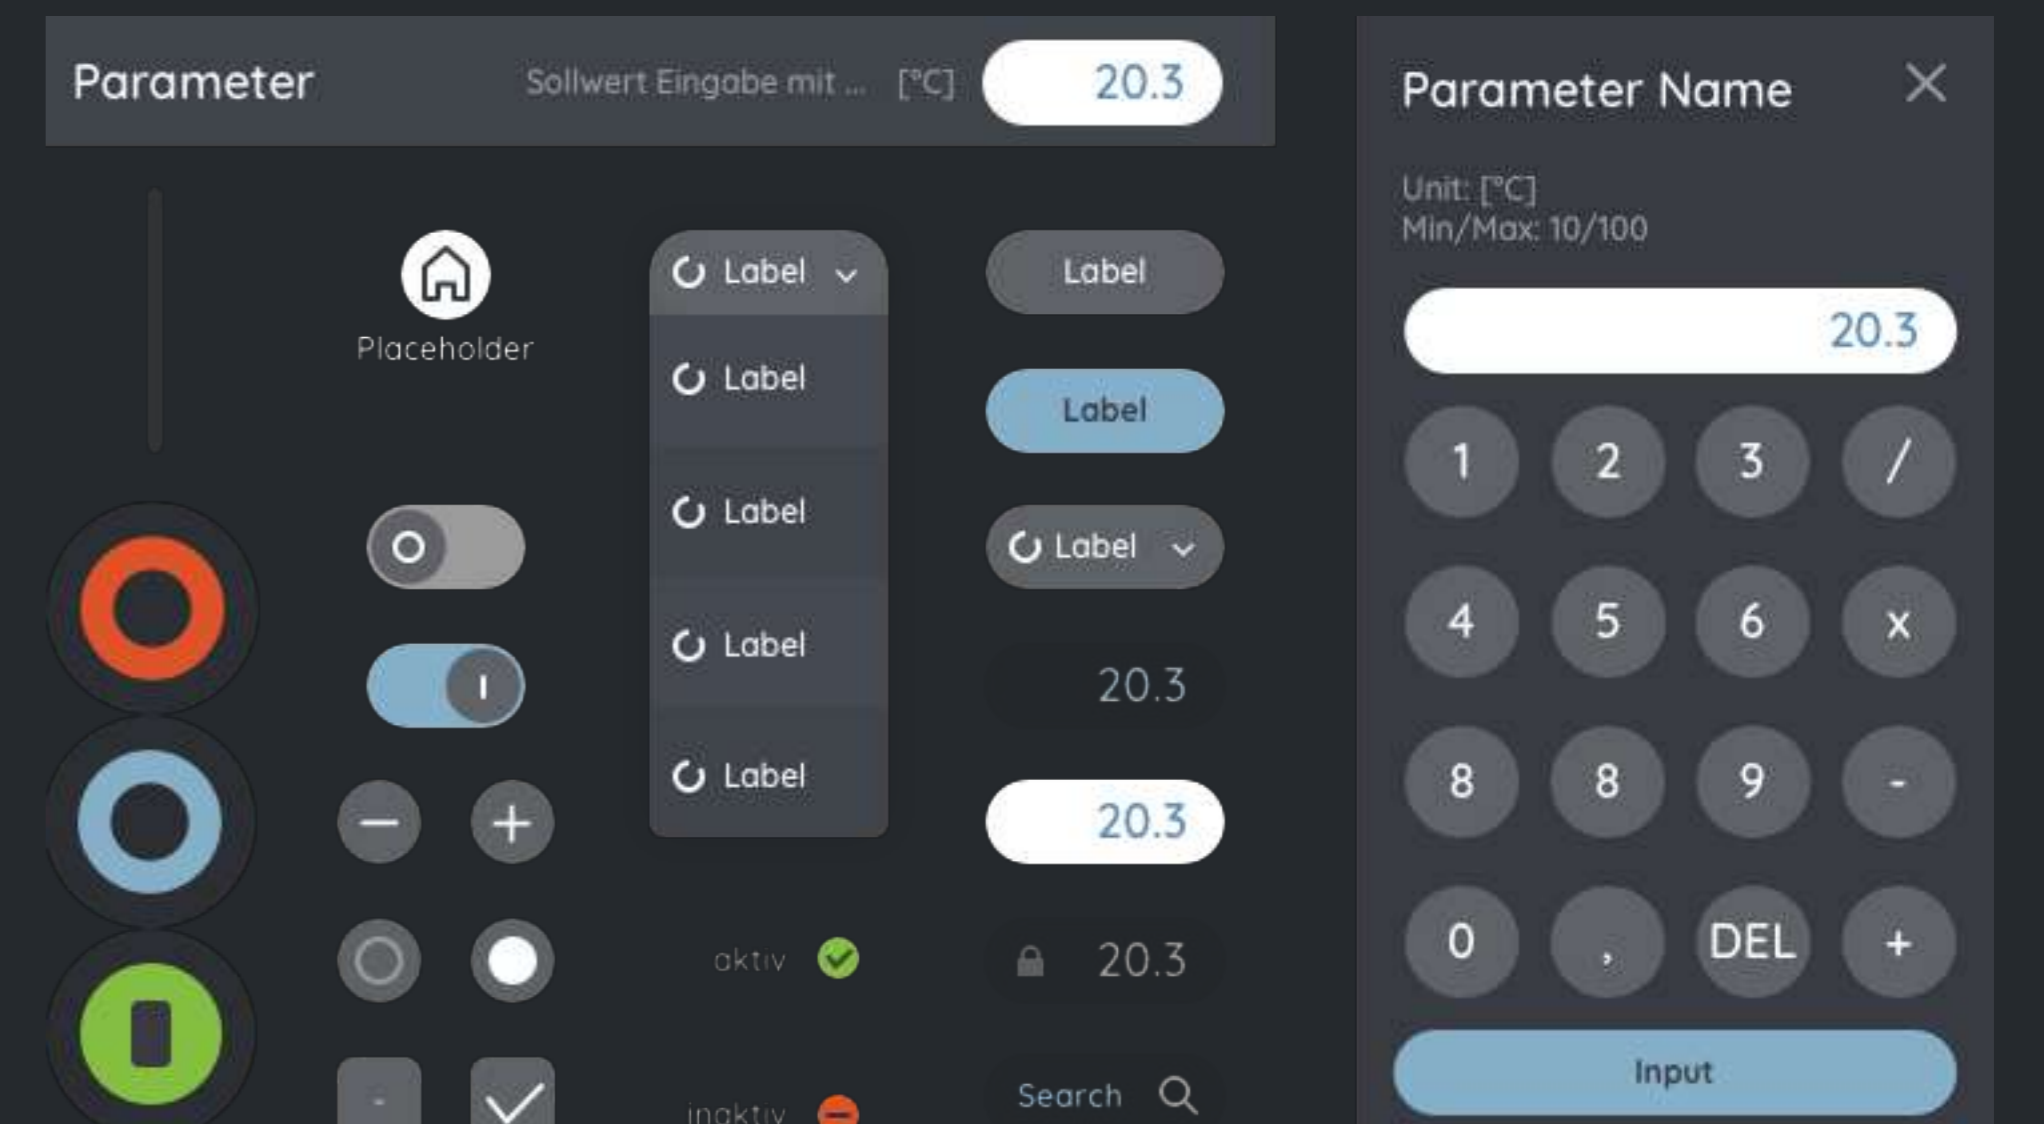 Parameter
Sollwert Eingabe mit ... [°C] 20.3
Placeholder
Label
Label
Label
Label
Label
Label
Label
Label
20.3
20.3
20.3
aktiv
inaktiv
Search
Parameter Name
Unit: [°C]
Min/Max: 10/100
20.3
1 2 3 /
4 5 6 x
8 8 9 -
0 , DEL +
Input